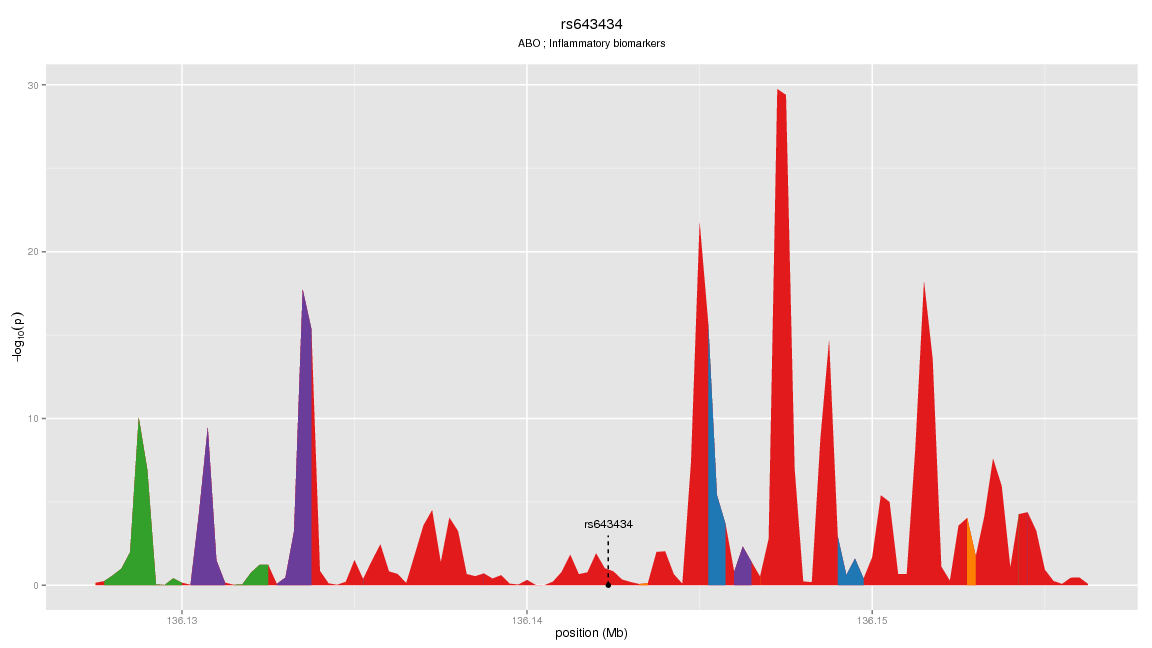 rs643434
ABO ; Inflammatory biomarkers
30
20
10
0
−log10(p)
rs643434
136.13
136.14
136.15
position (Mb)